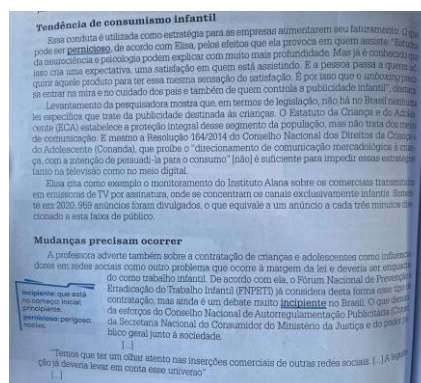 Tendência de consumismo infantil
Essa conduta é utilizada como estratégia para as empresas aumentarem seu faturamento. O que
pode ser pernicioso, de acordo com Elisa, pelos efeitos que ela provoca em quem assiste. "Estudos
da neurociência e psicologia podem explicar com muito mais profundidade. Mas já é conhecido que
isso cria uma expectativa, uma satisfação em quem está assistindo. E a pessoa passa a querer ad-
quirir aquele produto para ter essa mesma sensação de satisfação. É por isso que o unboxing preci-
sa entrar na mira e no cuidado dos pais e também de quem controla a publicidade infantil", destaca
Levantamento da pesquisadora mostra que, em termos de legislação, não há no Brasil nenhuma
lei específica que trate da publicidade destinada às crianças. O Estatuto da Criança e do Adoles-
cente (ECA) estabelece a proteção integral desse segmento da população, mas não trata dos meios
de comunicação. E mesmo a Resolução 164/2014 do Conselho Nacional dos Direitos da Criança e
do Adolescente (Conanda), que proíbe o "direcionamento de comunicação mercadológica à crian-
ça, com a intenção de persuadi-la para o consumo" [não] é suficiente para impedir essas estratégias
tanto na televisão como no meio digital.
Elisa cita como exemplo o monitoramento do Instituto Alana sobre os comerciais transmitidos
em emissoras de TV por assinatura, onde se concentram os canais exclusivamente infantis. Somen-
te em 2020, 959 anúncios foram divulgados, o que equivale a um anúncio a cada três minutos dire-
cionado a esta faixa de público.
Mudanças precisam ocorrer
A professora adverte também sobre a contratação de crianças e adolescentes como influencia-
dores em redes sociais como outro problema que ocorre à margem da lei e deveria ser enquadra-
do como trabalho infantil. De acordo com ela, o Fórum Nacional de Prevenção e
Erradicação do Trabalho Infantil (FNPETI) já considera desta forma esse tipo de
contratação, mas ainda é um debate muito incipiente no Brasil. O que demanda
da esforços do Conselho Nacional de Autorregulamentação Publicitária (Conar),
da Secretaria Nacional do Consumidor do Ministério da Justiça e do poder pú-
blico geral junto à sociedade.
[...]
incipiente: que está
no começo; inicial;
principiante.
pernicioso: perigoso;
nocivo.
"Temos que ter um olhar atento nas inserções comerciais de outras redes sociais. [...] A legisla-
ção já deveria levar em conta esse universo".
[...]